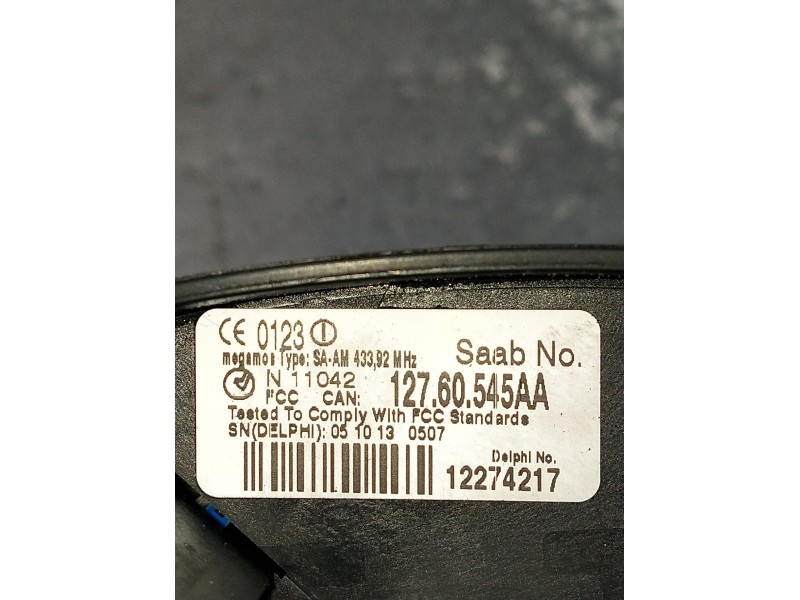 CE 0123
megamos Type: SA-AM 433,92 MHz
Saab No.
N 11042
FCC CAN:
127.60.545AA
Tested To Comply With FCC Standards
SN(DELPHI): 05 10 13 0507
Delphi No.
12274217